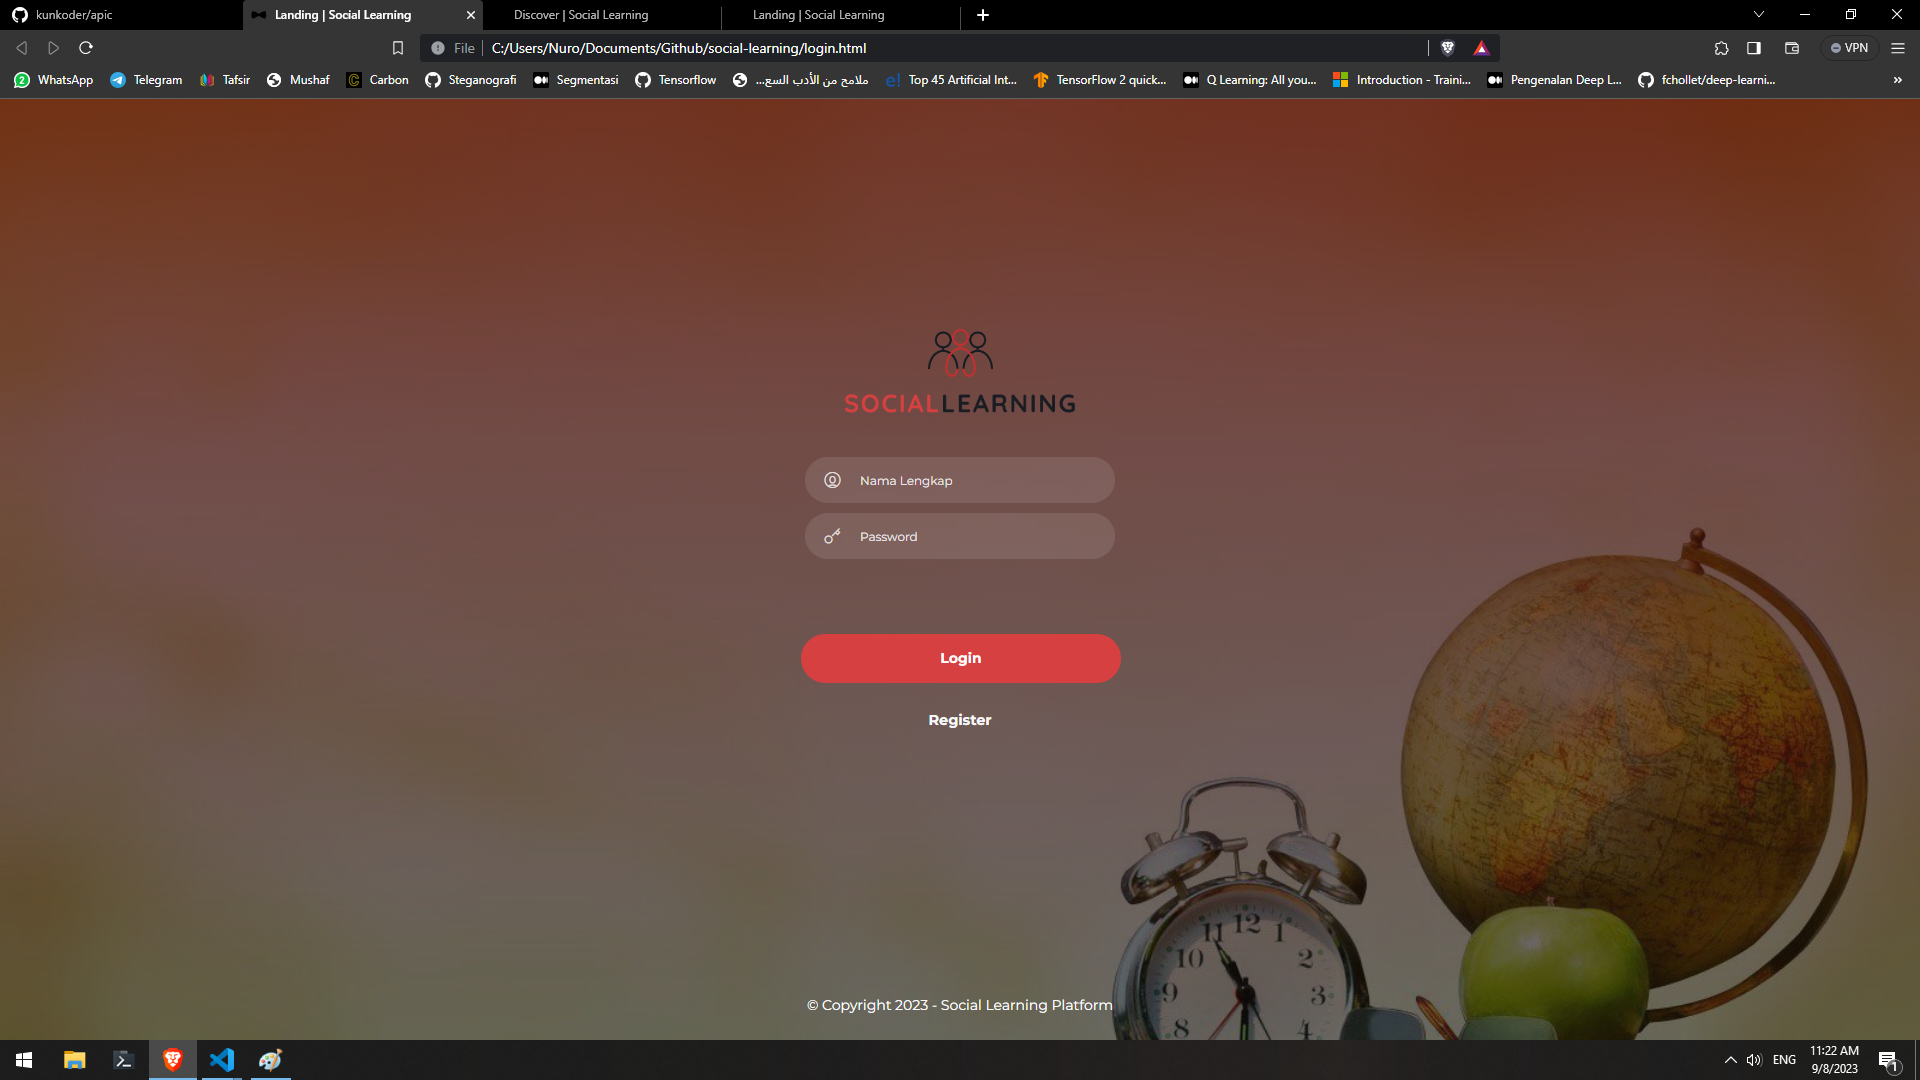 kunkoder/apic
Landing | Social Learning
Discover | Social Learning
Landing | Social Learning
File
C:/Users/Nuro/Documents/Github/social-learning/login.html
VPN
2
WhatsApp
Telegram
Tafsir
Mushaf
Carbon
Steganografi
Segmentasi
Tensorflow
ملامح من الأدب السع...
Top 45 Artificial Int...
TensorFlow 2 quick...
Q Learning: All you...
Introduction - Traini...
Pengenalan Deep L...
fchollet/deep-learni...
SOCIALLEARNING
Nama Lengkap
Password
Login
Register
12
11
1
10
2
9
3
8
4
© Copyright 2023 - Social Learning Platform
ENG
11:22 AM
9/8/2023
1